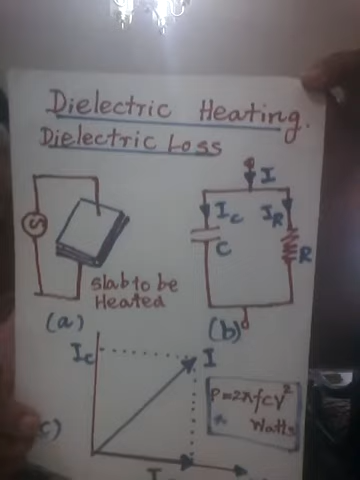 Dielectric Heating.
Dielectric Loss
I
S
Ic
IR
C
R
slab to be
Heated
(a)
(b)
Ic
I
P=2πfcV²
Watts
c)